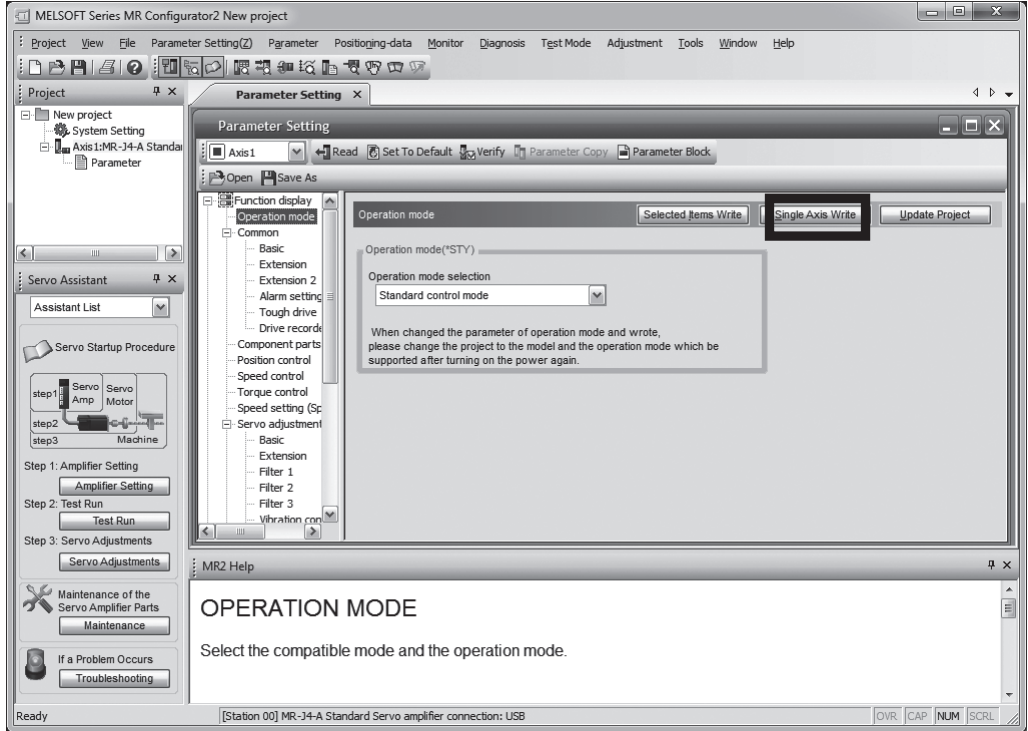 MELSOFT Series MR Configurator2 New project
Project View File Parameter Setting(Z) Parameter Positioning-data Monitor Diagnosis Test Mode Adjustment Tools Window Help
Project
New project
System Setting
Axis1:MR-J4-A Standar
Parameter
Servo Assistant
Assistant List
Servo Startup Procedure
step1
Servo Amp
Servo Motor
step2
step3
Machine
Step 1: Amplifier Setting
Amplifier Setting
Step 2: Test Run
Test Run
Step 3: Servo Adjustments
Servo Adjustments
Maintenance of the
Servo Amplifier Parts
Maintenance
If a Problem Occurs
Troubleshooting
Parameter Setting
Parameter Setting
Axis1 Read Set To Default Verify Parameter Copy Parameter Block
Open Save As
Function display
Operation mode
Common
Basic
Extension
Extension 2
Alarm setting
Tough drive
Drive recorde
Component parts
Position control
Speed control
Torque control
Speed setting (Sp
Servo adjustment
Basic
Extension
Filter 1
Filter 2
Filter 3
Vibration con
Operation mode Selected Items Write Single Axis Write Update Project
Operation mode(*STY)
Operation mode selection
Standard control mode
When changed the parameter of operation mode and wrote,
please change the project to the model and the operation mode which be
supported after turning on the power again.
MR2 Help
OPERATION MODE
Select the compatible mode and the operation mode.
Ready [Station 00] MR-J4-A Standard Servo amplifier connection: USB OVR CAP NUM SCRL